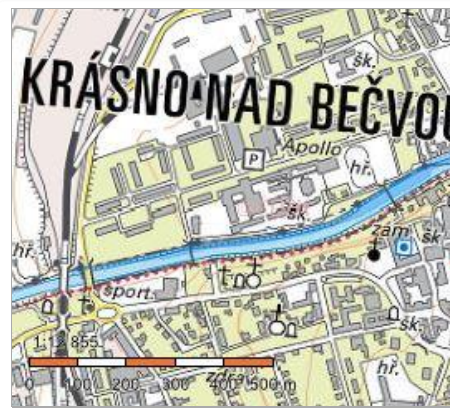 šk.
KRÁSNO NAD BEČVOU
P
Apollo
hř.
šk.
zám. šk.
hř.
sport.
šk.
1:12 855
hř.
0 100 200 300 400 500 m